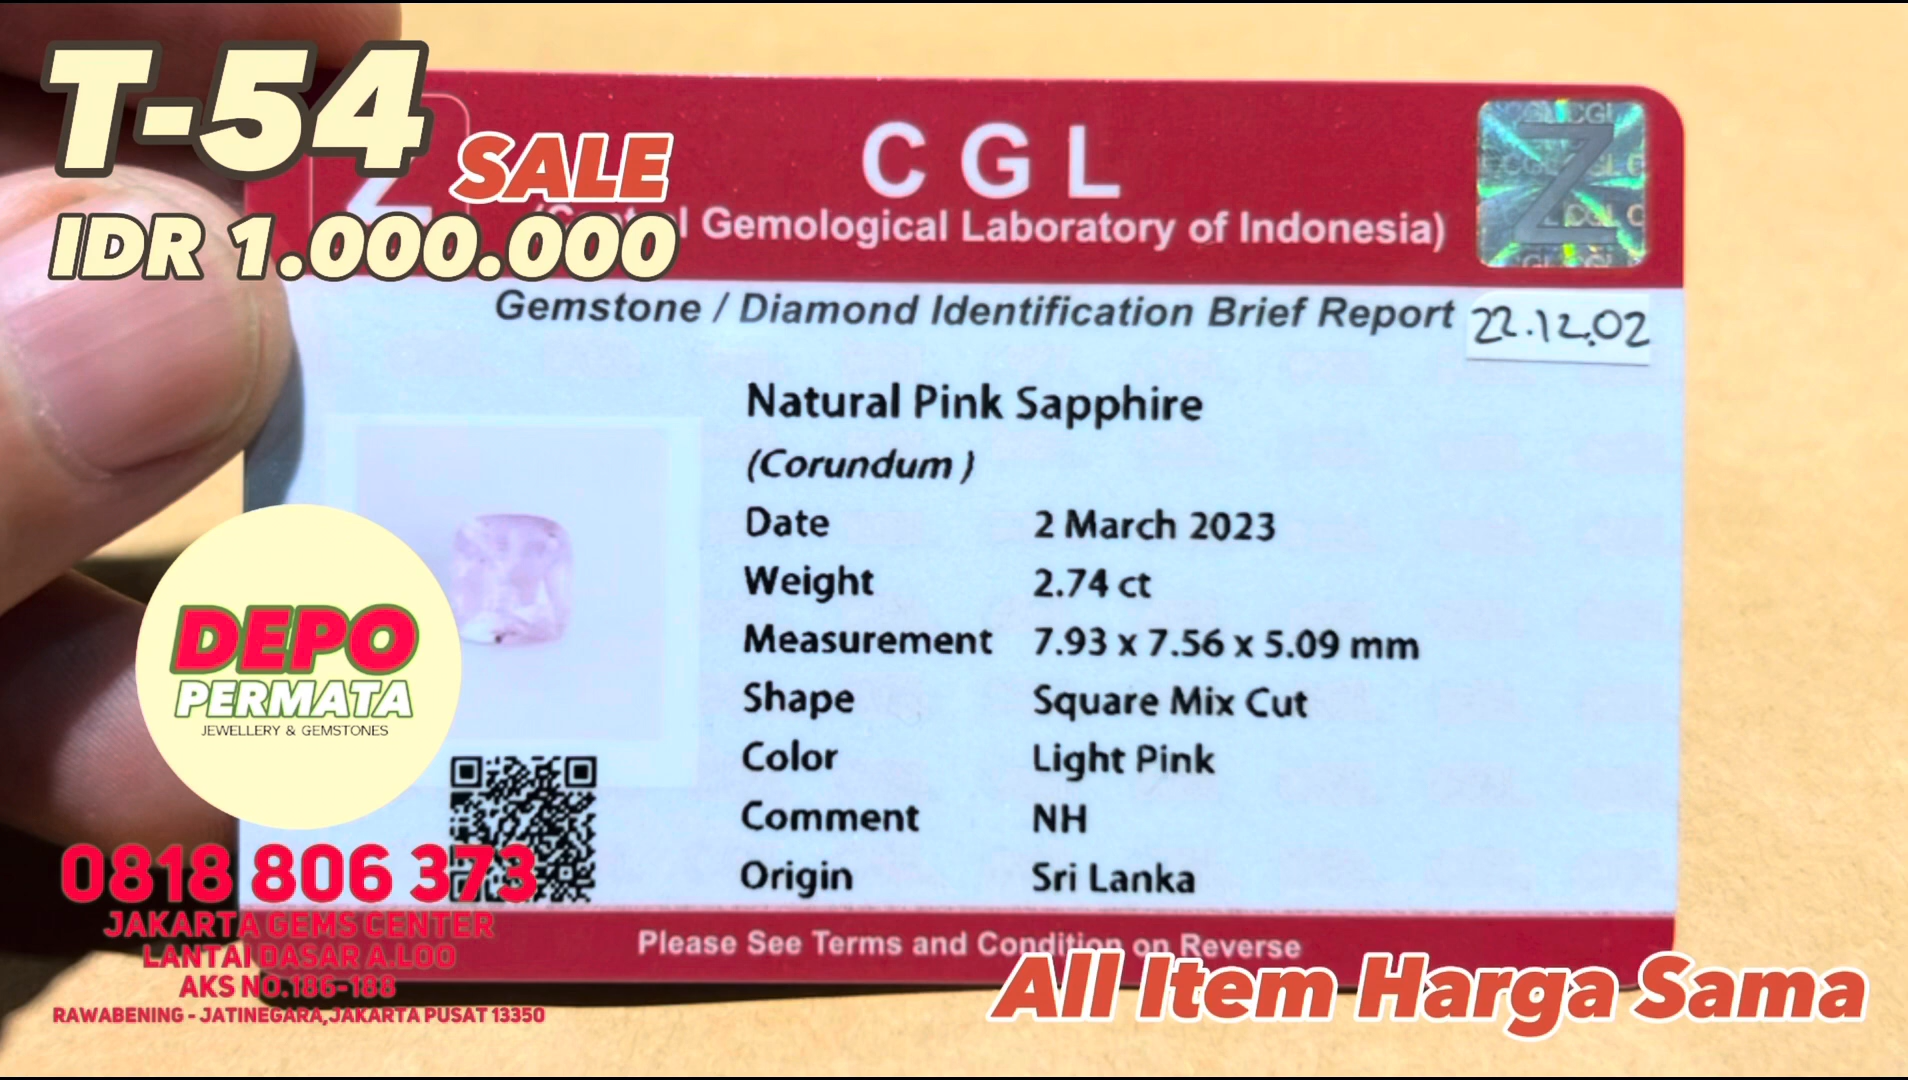 T-54
SALE
IDR 1.000.000
C G L
Gemological Laboratory of Indonesia)
Gemstone / Diamond Identification Brief Report
22.12.02
Natural Pink Sapphire
(Corundum )
Date 2 March 2023
Weight 2.74 ct
Measurement 7.93 x 7.56 x 5.09 mm
Shape Square Mix Cut
Color Light Pink
Comment NH
Origin Sri Lanka
Please See Terms and Condition on Reverse
DEPO
PERMATA
JEWELLERY & GEMSTONES
0818 806 373
JAKARTA GEMS CENTER
LANTAI DASAR A.LOO
AKS NO.186-188
RAWABENING - JATINEGARA,JAKARTA PUSAT 13350
All Item Harga Sama
Z